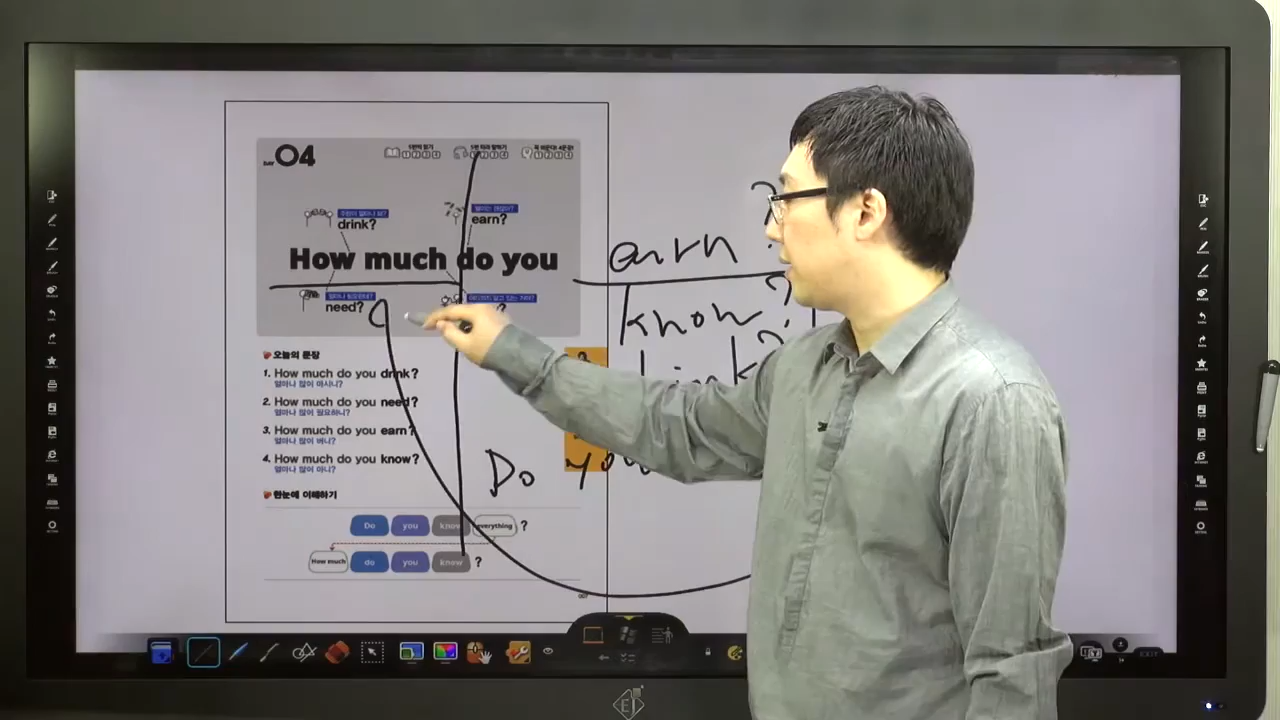 DAY 04
drink?
earn?
How much do you
need?
?
오늘의 문장
1. How much do you drink?
얼마나 많이 마시니?
2. How much do you need?
얼마나 많이 필요하니?
3. How much do you earn?
얼마나 많이 버니?
4. How much do you know?
얼마나 많이 아니?
한눈에 이해하기
Do you know everything ?
How much do you know ?
earn ?
know ?
?
Do you